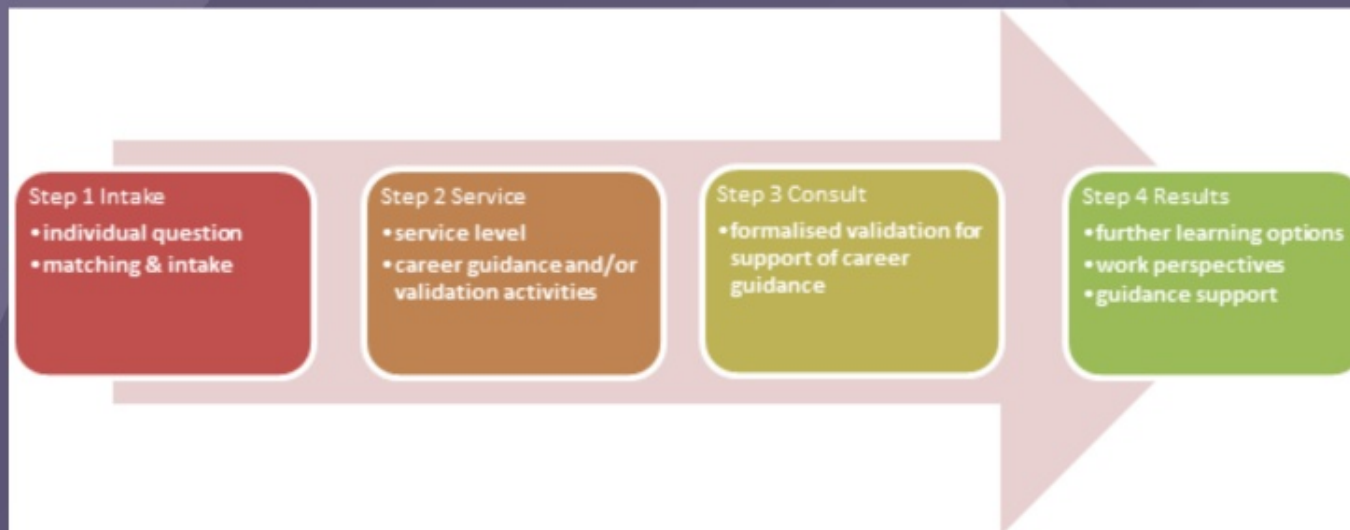 Step 1 Intake
•individual question
•matching & intake
Step 2 Service
•service level
•career guidance and/or
validation activities
Step 3 Consult
•formalised validation for
support of career
guidance
Step 4 Results
•further learning options
•work perspectives
•guidance support